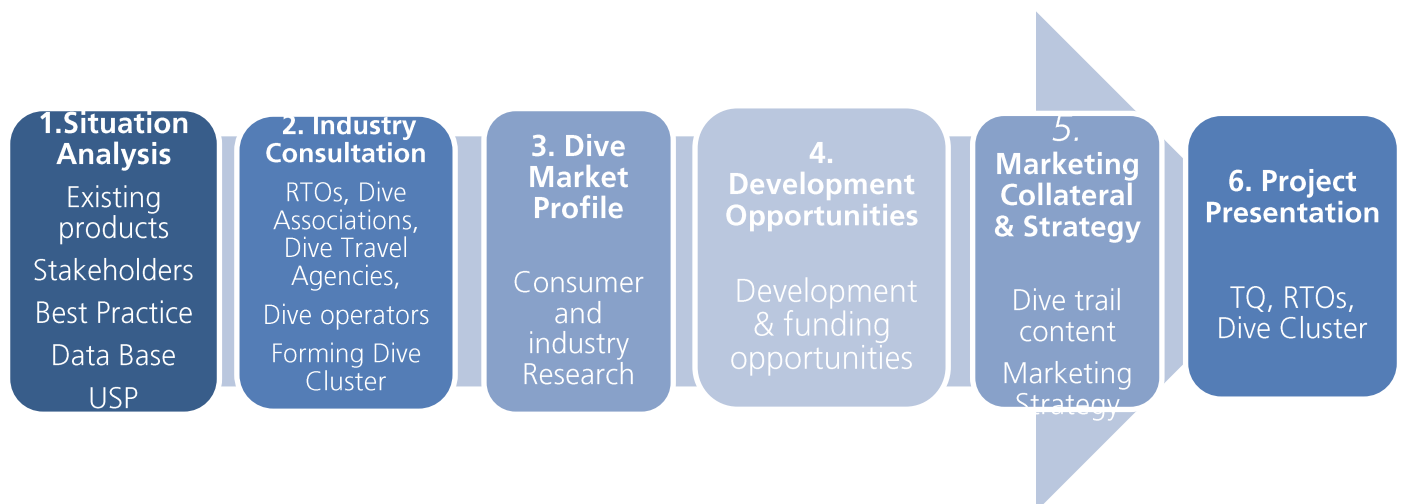 1.Situation
Analysis
Existing
products
Stakeholders
Best Practice
Data Base
USP
2. Industry
Consultation
RTOs, Dive
Associations,
Dive Travel
Agencies,
Dive operators
Forming Dive
Cluster
3. Dive
Market
Profile
Consumer
and
industry
Research
4.
Development
Opportunities
Development
& funding
opportunities
5.
Marketing
Collateral
& Strategy
Dive trail
content
Marketing
Strategy
6. Project
Presentation
TQ, RTOs,
Dive Cluster